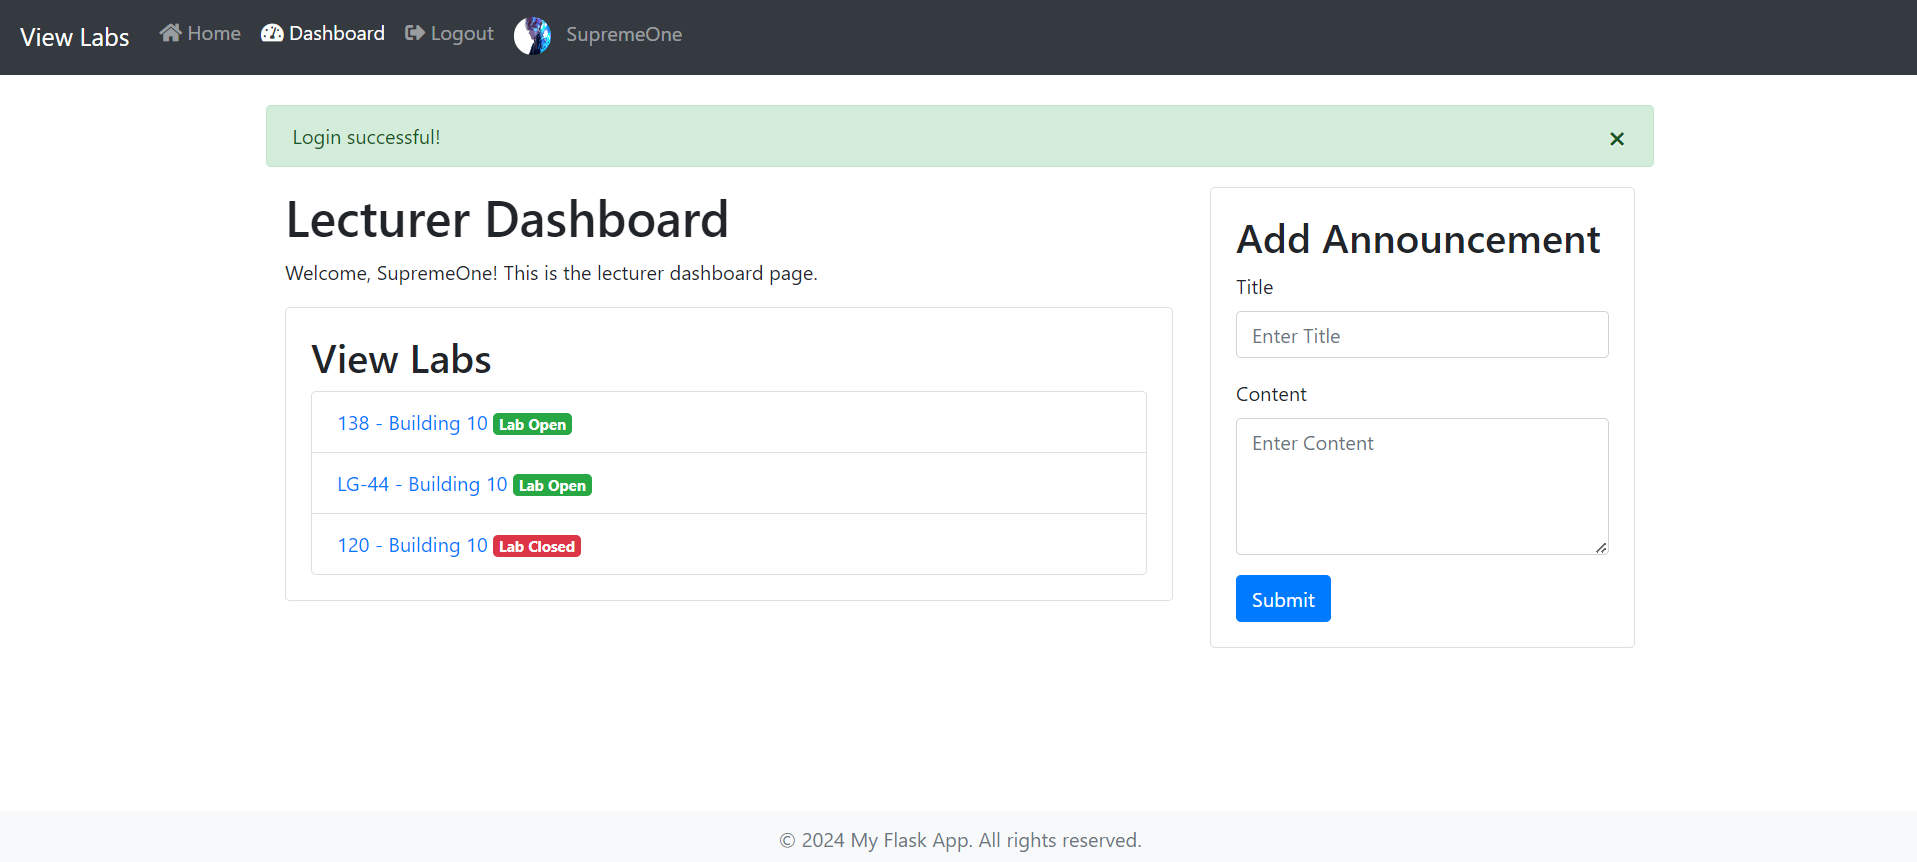 View Labs Home Dashboard Logout SupremeOne
Login successful! ×
Lecturer Dashboard
Welcome, SupremeOne! This is the lecturer dashboard page.
View Labs
138 - Building 10 Lab Open
LG-44 - Building 10 Lab Open
120 - Building 10 Lab Closed
Add Announcement
Title
Enter Title
Content
Enter Content
Submit
© 2024 My Flask App. All rights reserved.